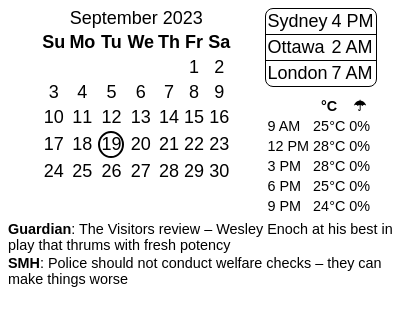 September 2023
Su Mo Tu We Th Fr Sa
1 2
3 4 5 6 7 8 9
10 11 12 13 14 15 16
17 18 19 20 21 22 23
24 25 26 27 28 29 30
Sydney 4 PM
Ottawa 2 AM
London 7 AM
°C ☂
9 AM 25°C 0%
12 PM 28°C 0%
3 PM 28°C 0%
6 PM 25°C 0%
9 PM 24°C 0%
Guardian: The Visitors review – Wesley Enoch at his best in
play that thrums with fresh potency
SMH: Police should not conduct welfare checks – they can
make things worse